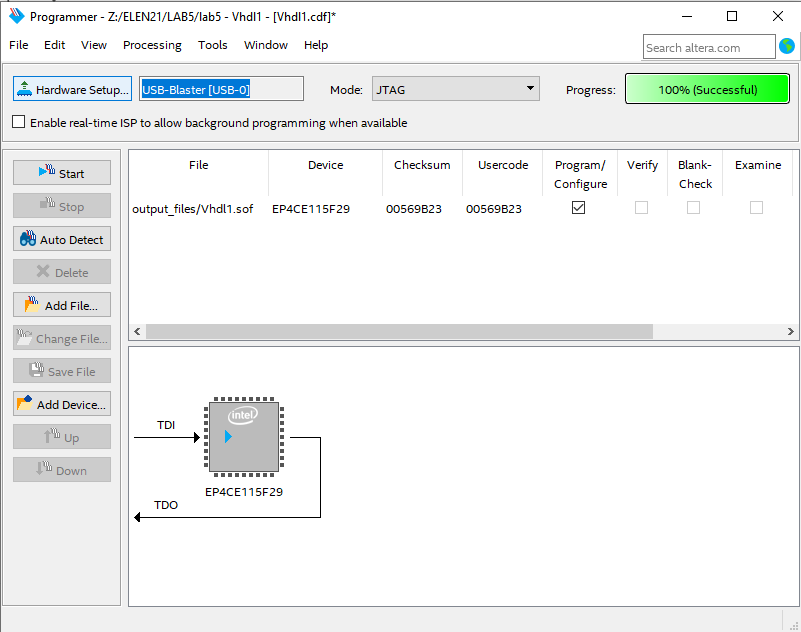 Programmer - Z:/ELEN21/LAB5/lab5 - Vhdl1 - [Vhdl1.cdf]*
File Edit View Processing Tools Window Help
Search altera.com
Hardware Setup... USB-Blaster [USB-0] Mode: JTAG Progress: 100% (Successful)
Enable real-time ISP to allow background programming when available
Start
Stop
Auto Detect
Delete
Add File...
Change File...
Save File
Add Device...
Up
Down
File Device Checksum Usercode Program/ Verify Blank- Examine
Configure Check
output_files/Vhdl1.sof EP4CE115F29 00569B23 00569B23
TDI
intel
EP4CE115F29
TDO